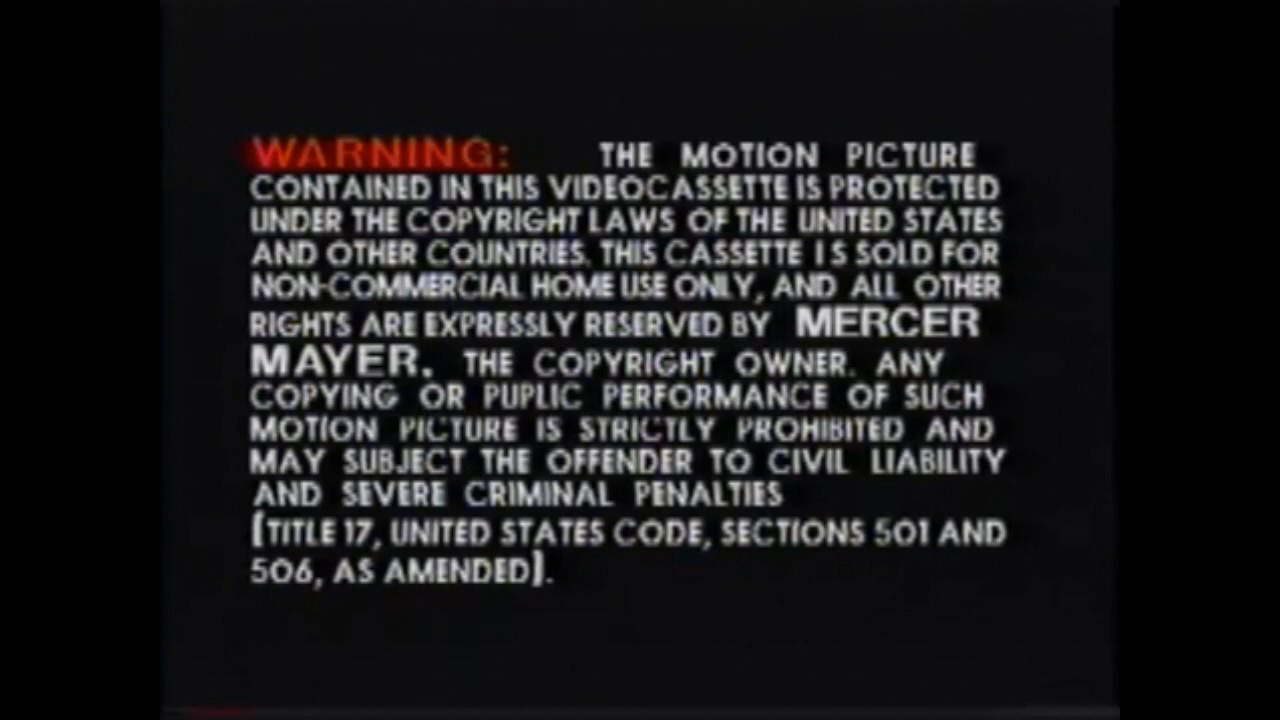 WARNING: THE MOTION PICTURE
CONTAINED IN THIS VIDEOCASSETTE IS PROTECTED
UNDER THE COPYRIGHT LAWS OF THE UNITED STATES
AND OTHER COUNTRIES. THIS CASSETTE IS SOLD FOR
NON-COMMERCIAL HOME USE ONLY, AND ALL OTHER
RIGHTS ARE EXPRESSLY RESERVED BY MERCER
MAYER. THE COPYRIGHT OWNER. ANY
COPYING OR PUPLIC PERFORMANCE OF SUCH
MOTION PICTURE IS STRICTLY PROHIBITED AND
MAY SUBJECT THE OFFENDER TO CIVIL LIABILITY
AND SEVERE CRIMINAL PENALTIES
[TITLE 17, UNITED STATES CODE, SECTIONS 501 AND
506, AS AMENDED].